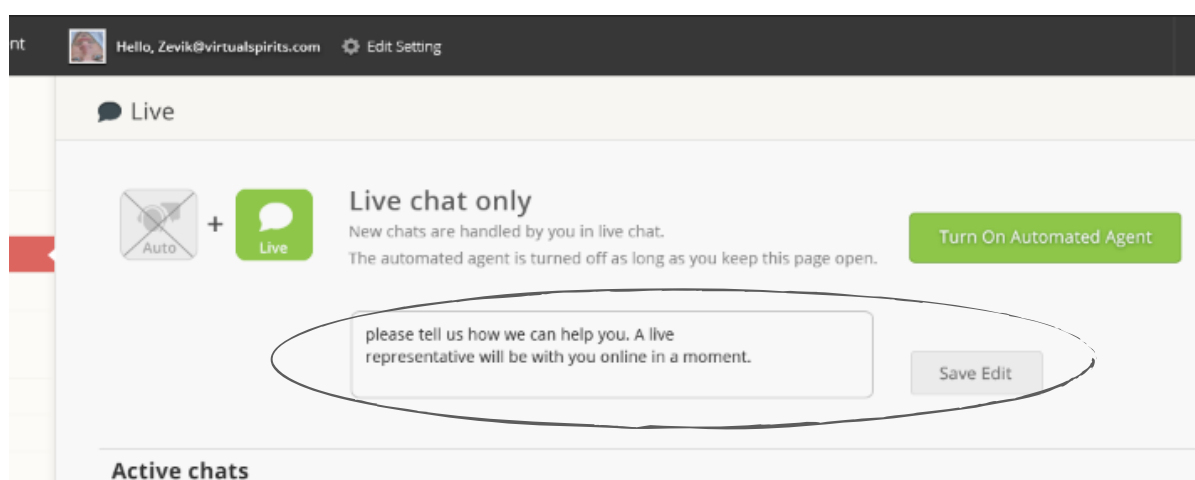 nt
Hello, Zevik@virtualspirits.com Edit Setting
Live
Auto + Live
Live chat only
New chats are handled by you in live chat.
The automated agent is turned off as long as you keep this page open.
Turn On Automated Agent
please tell us how we can help you. A live
representative will be with you online in a moment.
Save Edit
Active chats